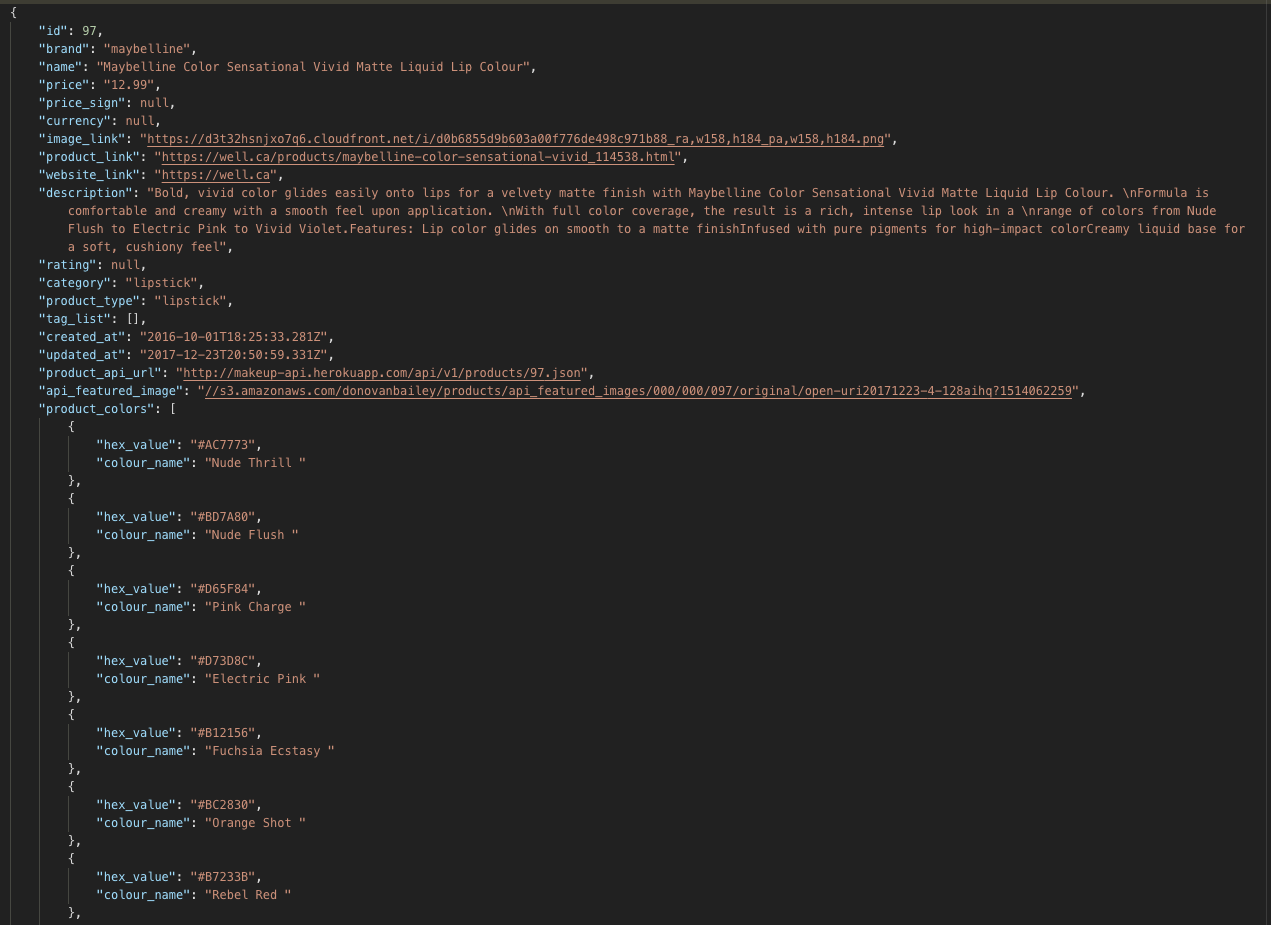 {
"id": 97,
"brand": "maybelline",
"name": "Maybelline Color Sensational Vivid Matte Liquid Lip Colour",
"price": "12.99",
"price_sign": null,
"currency": null,
"image_link": "https://d3t32hsnjxo7q6.cloudfront.net/i/d0b6855d9b603a00f776de498c971b88_ra,w158,h184_pa,w158,h184.png",
"product_link": "https://well.ca/products/maybelline-color-sensational-vivid_114538.html",
"website_link": "https://well.ca",
"description": "Bold, vivid color glides easily onto lips for a velvety matte finish with Maybelline Color Sensational Vivid Matte Liquid Lip Colour. \nFormula is
comfortable and creamy with a smooth feel upon application. \nWith full color coverage, the result is a rich, intense lip look in a \nrange of colors from Nude
Flush to Electric Pink to Vivid Violet.Features: Lip color glides on smooth to a matte finishInfused with pure pigments for high-impact colorCreamy liquid base for
a soft, cushiony feel",
"rating": null,
"category": "lipstick",
"product_type": "lipstick",
"tag_list": [],
"created_at": "2016-10-01T18:25:33.281Z",
"updated_at": "2017-12-23T20:50:59.331Z",
"product_api_url": "http://makeup-api.herokuapp.com/api/v1/products/97.json",
"api_featured_image": "//s3.amazonaws.com/donovanbailey/products/api_featured_images/000/000/097/original/open-uri20171223-4-128aihq?1514062259",
"product_colors": [
{
"hex_value": "#AC7773",
"colour_name": "Nude Thrill "
},
{
"hex_value": "#BD7A80",
"colour_name": "Nude Flush "
},
{
"hex_value": "#D65F84",
"colour_name": "Pink Charge "
},
{
"hex_value": "#D73D8C",
"colour_name": "Electric Pink "
},
{
"hex_value": "#B12156",
"colour_name": "Fuchsia Ecstasy "
},
{
"hex_value": "#BC2830",
"colour_name": "Orange Shot "
},
{
"hex_value": "#B7233B",
"colour_name": "Rebel Red "
},